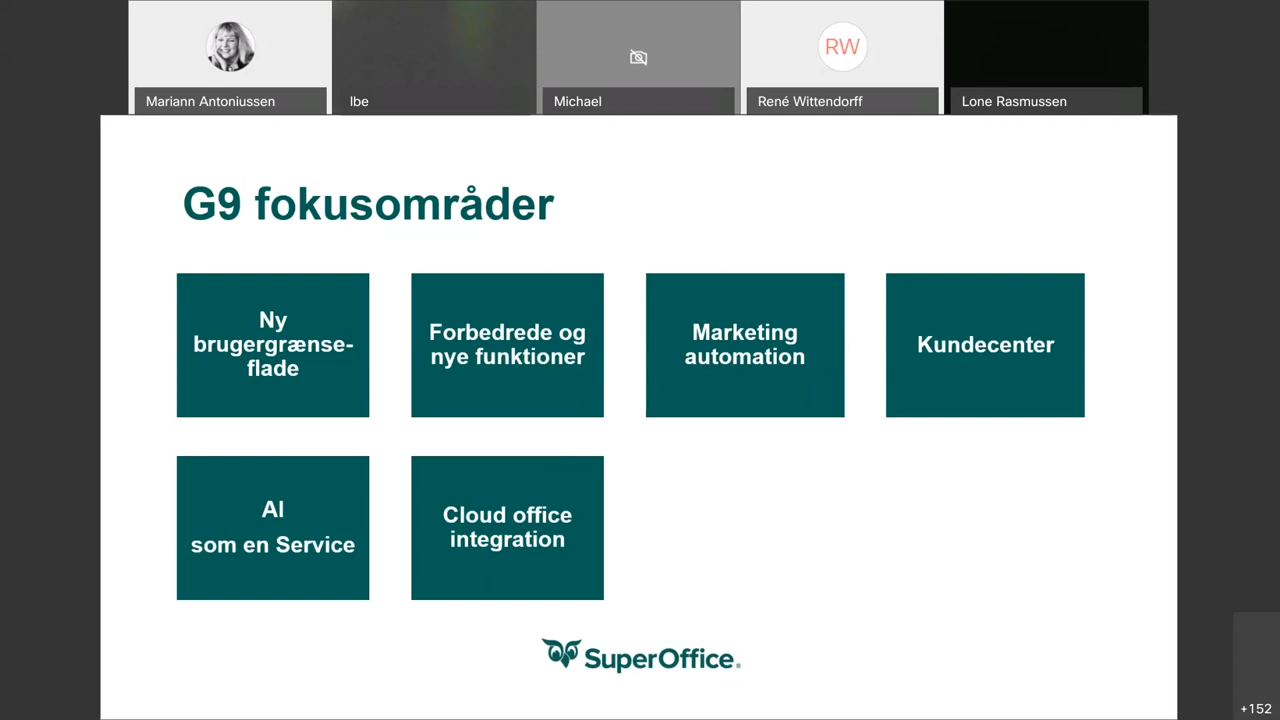 Mariann Antoniussen
Ibe
Michael
RW
René Wittendorff
Lone Rasmussen
G9 fokusområder
Ny
brugergrænse-
flade
Forbedrede og
nye funktioner
Marketing
automation
Kundecenter
AI
som en Service
Cloud office
integration
SuperOffice®
+152